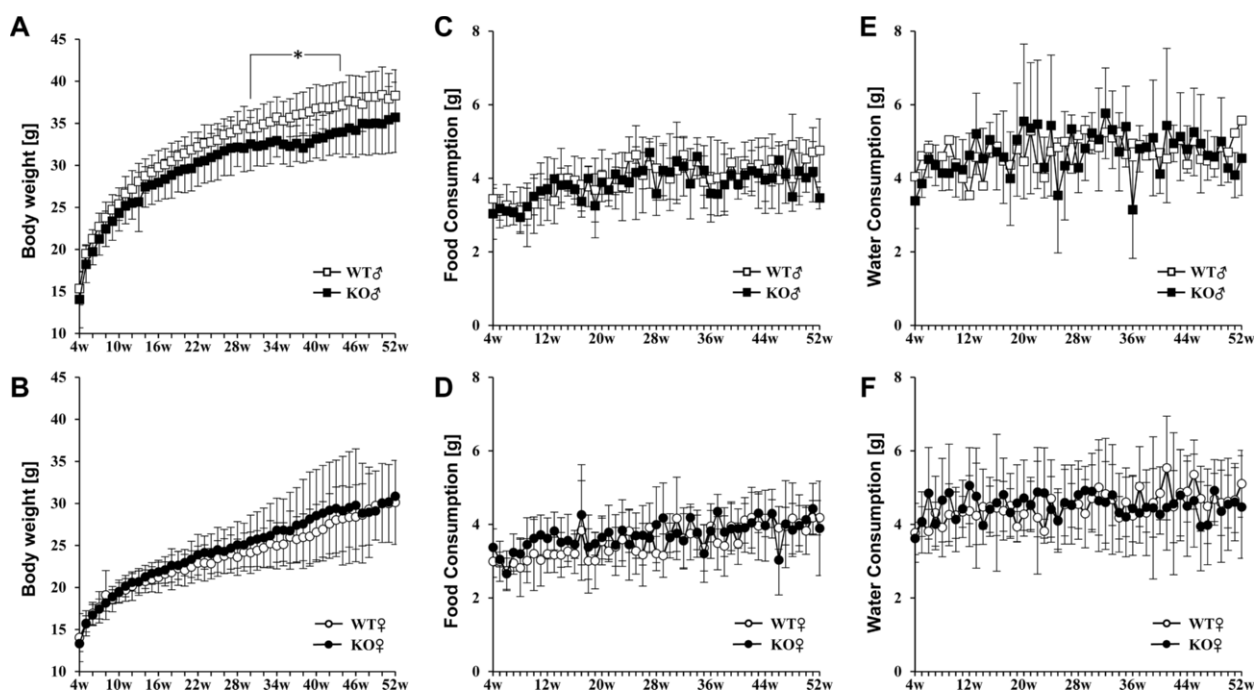 A
Body weight [g]
45
40
35
30
25
20
15
10
*
WT♂
KO♂
4w 10w 16w 22w 28w 34w 40w 46w 52w
C
Food Consumption [g]
8
6
4
2
0
WT♂
KO♂
4w 12w 20w 28w 36w 44w 52w
E
Water Consumption [g]
8
6
4
2
0
WT♂
KO♂
4w 12w 20w 28w 36w 44w 52w
B
Body weight [g]
45
40
35
30
25
20
15
10
WT♀
KO♀
4w 10w 16w 22w 28w 34w 40w 46w 52w
D
Food Consumption [g]
8
6
4
2
0
WT♀
KO♀
4w 12w 20w 28w 36w 44w 52w
F
Water Consumption [g]
8
6
4
2
0
WT♀
KO♀
4w 12w 20w 28w 36w 44w 52w